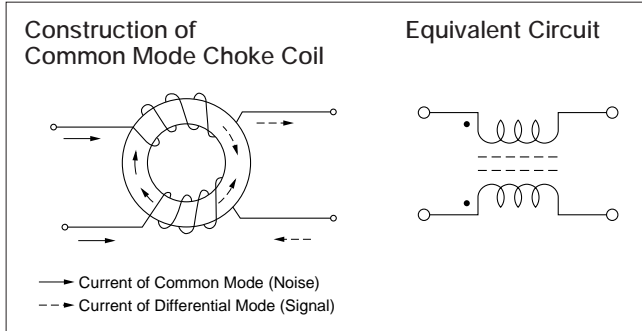 Construction of
Common Mode Choke Coil
Equivalent Circuit
Current of Common Mode (Noise)
Current of Differential Mode (Signal)